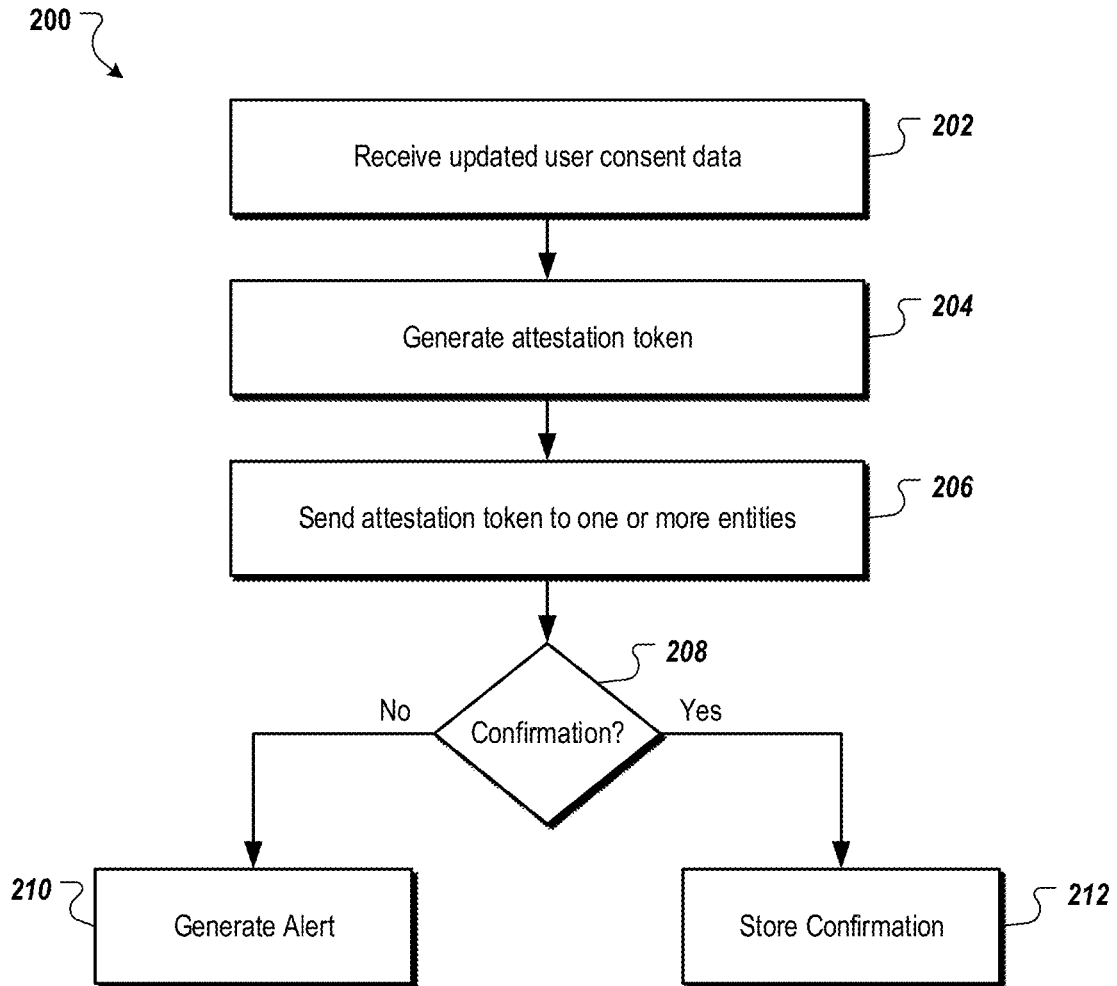 200
Receive updated user consent data
202
Generate attestation token
204
Send attestation token to one or more entities
206
208
No
Confirmation?
Yes
210
Generate Alert
Store Confirmation
212